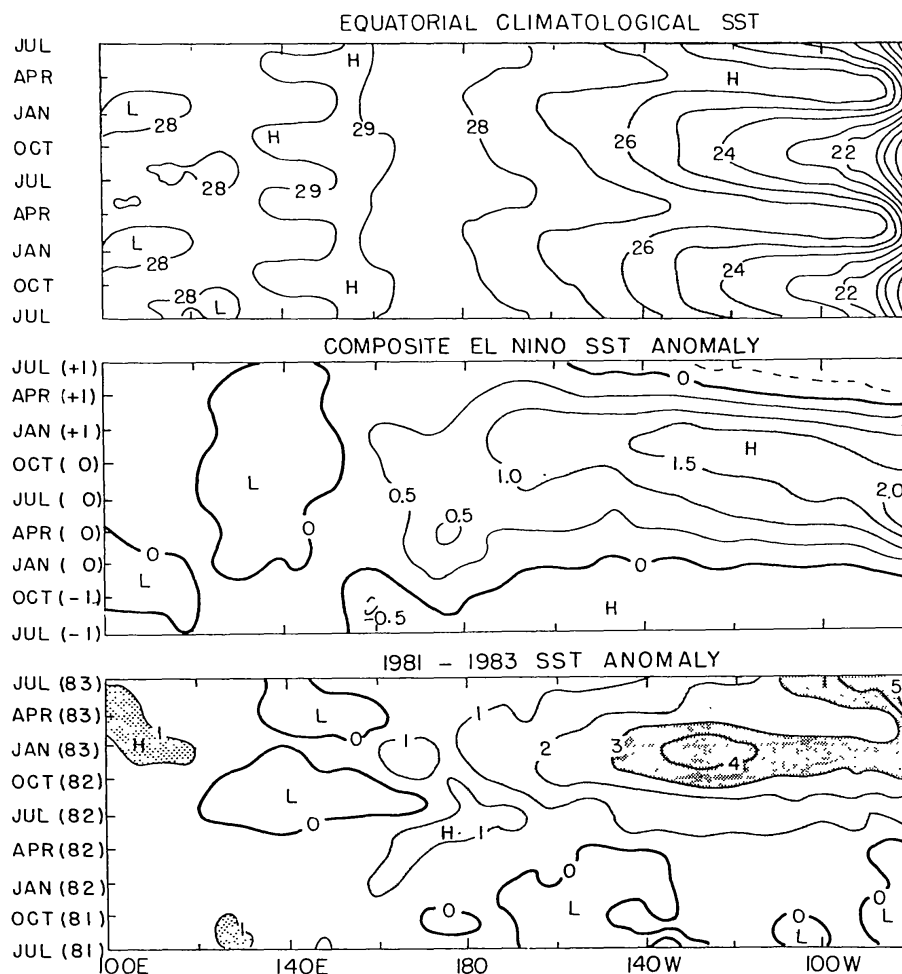 EQUATORIAL CLIMATOLOGICAL SST
JUL
APR
JAN
OCT
JUL
APR
JAN
OCT
JUL
H
H
L
28
29
28
26
24
22
H
28
29
L
28
26
24
22
H
28
L
COMPOSITE EL NINO SST ANOMALY
JUL (+1)
APR (+1)
JAN (+1)
OCT ( 0)
JUL ( 0)
APR ( 0)
JAN ( 0)
OCT (-1)
JUL (-1)
0
L
H
1.5
1.0
0.5
2.0
0.5
0
0
0
L
-0.5
H
1981 - 1983 SST ANOMALY
JUL (83)
APR (83)
JAN (83)
OCT (82)
JUL (82)
APR (82)
JAN (82)
OCT (81)
JUL (81)
5
L
1
1
0
1
H
2
3
4
L
H
1
0
0
0
L
0
0
L
1
L
100E
140E
180
140W
100W